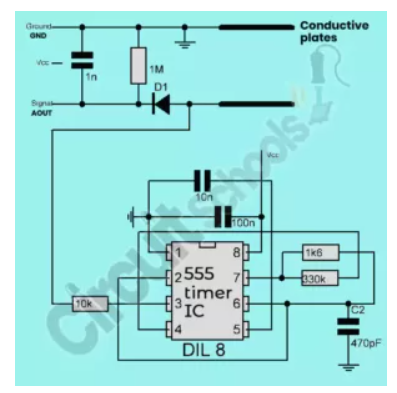 Ground
GND
Conductive
plates
Vcc
1n
1M
D1
Signal
AOUT
Vcc
10n
100n
1 8
2 555 7
timer
3 IC 6
4 5
DIL 8
1k6
330k
10k
C2
470pF
Circuit schools